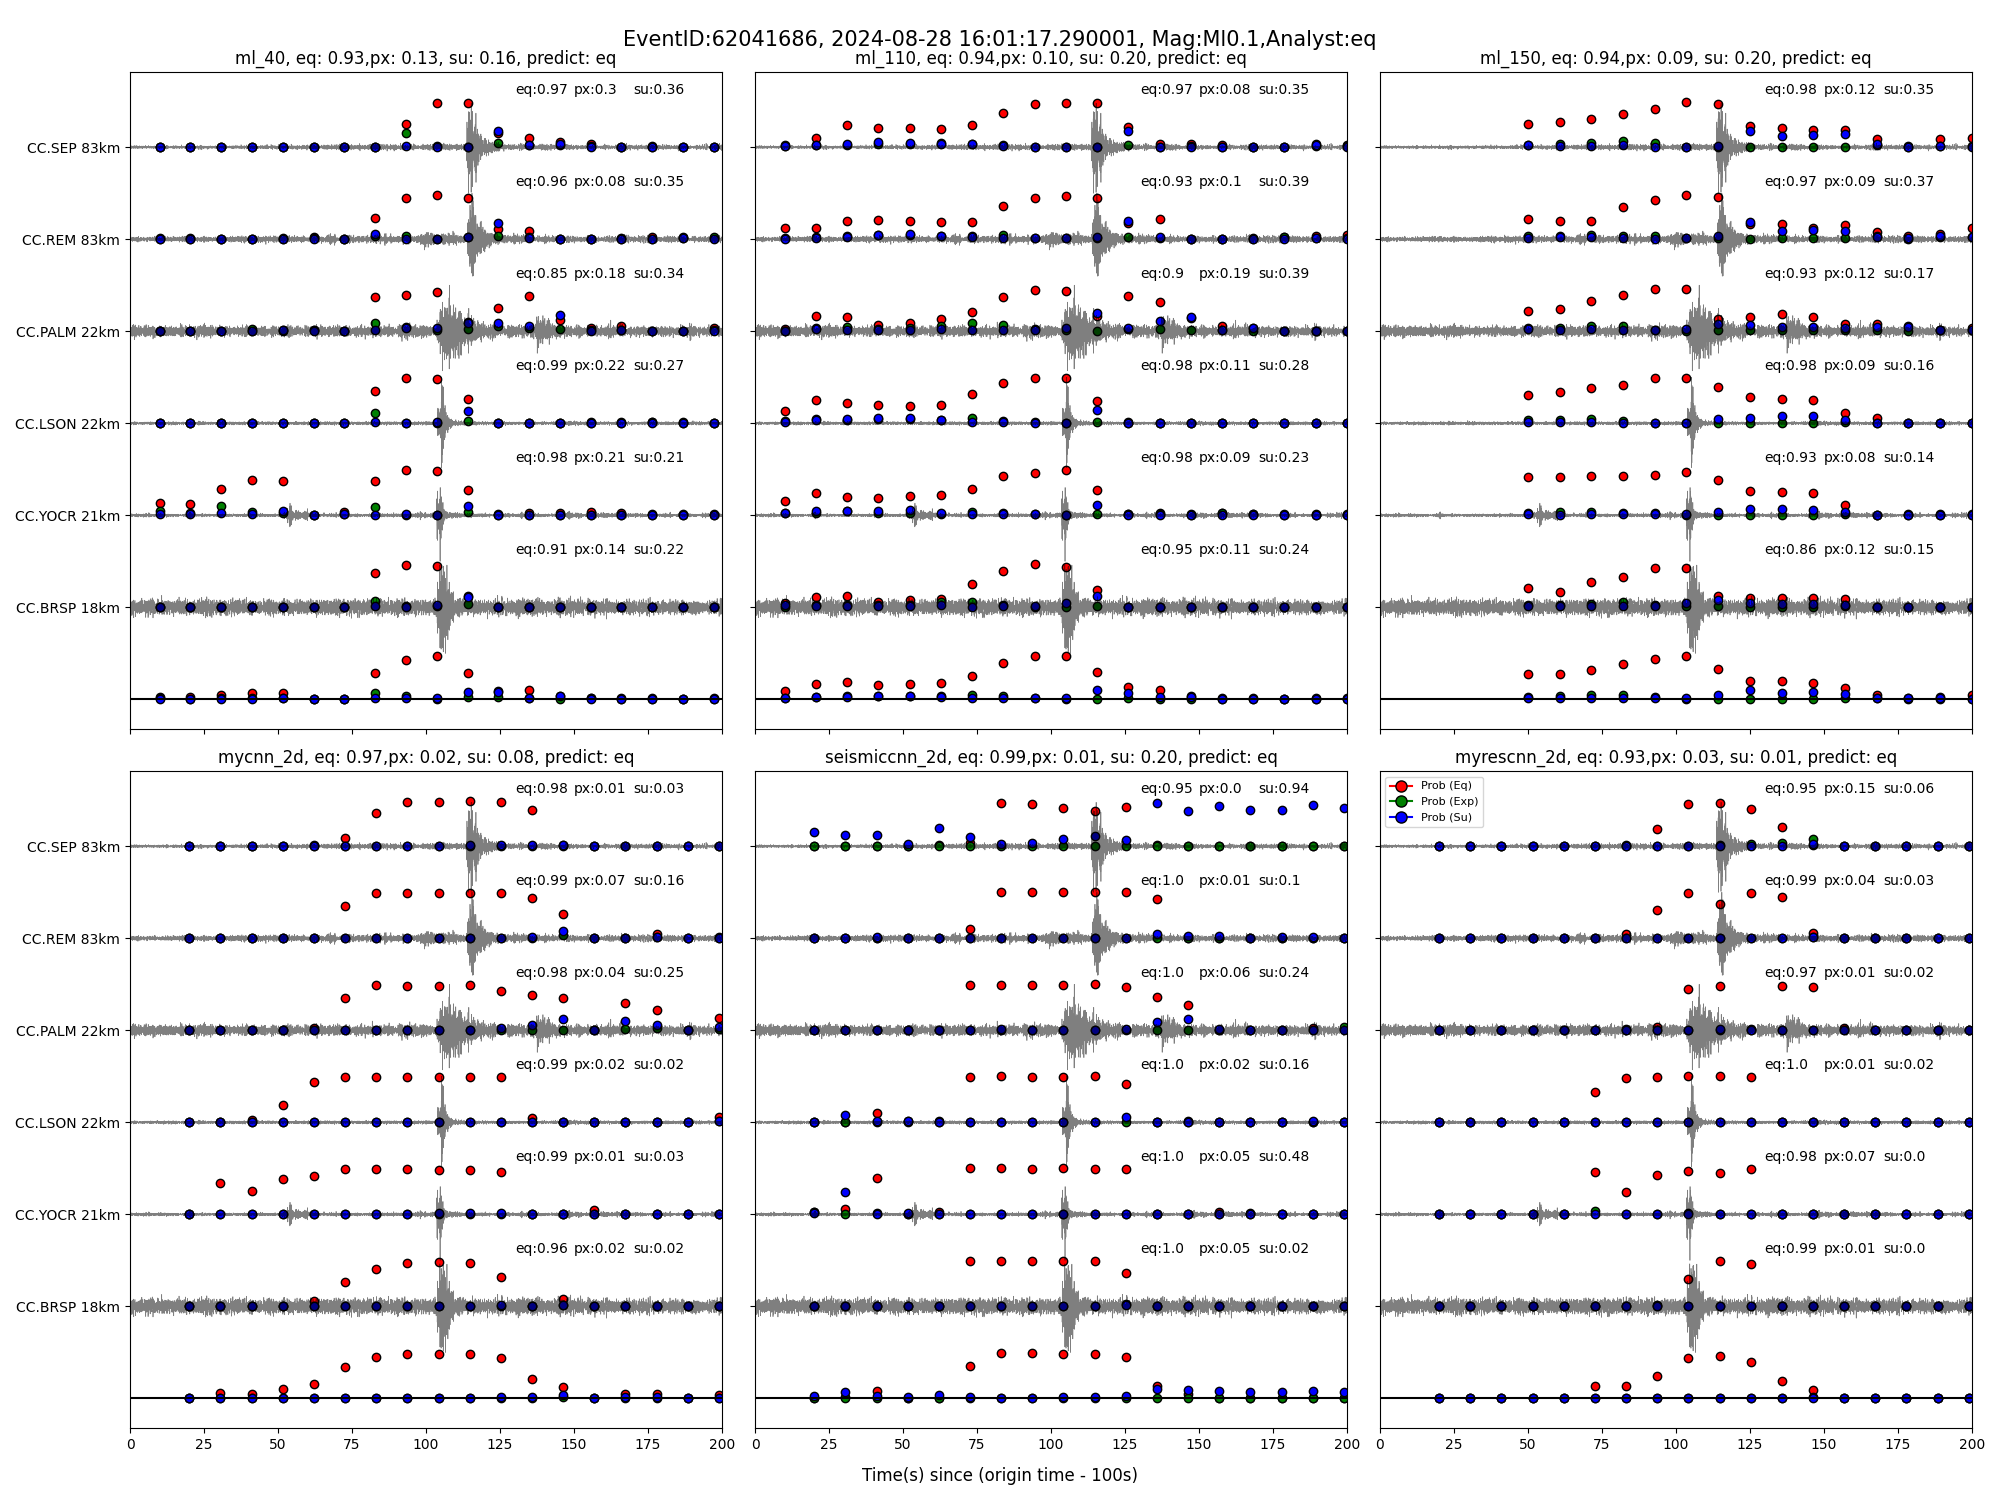 EventID:62041686, 2024-08-28 16:01:17.290001, Mag:Ml0.1,Analyst:eq
ml_40, eq: 0.93,px: 0.13, su: 0.16, predict: eq
CC.SEP 83km
eq:0.97 px:0.3 su:0.36
CC.REM 83km
eq:0.96 px:0.08 su:0.35
CC.PALM 22km
eq:0.85 px:0.18 su:0.34
CC.LSON 22km
eq:0.99 px:0.22 su:0.27
CC.YOCR 21km
eq:0.98 px:0.21 su:0.21
CC.BRSP 18km
eq:0.91 px:0.14 su:0.22
ml_110, eq: 0.94,px: 0.10, su: 0.20, predict: eq
eq:0.97 px:0.08 su:0.35
eq:0.93 px:0.1 su:0.39
eq:0.9 px:0.19 su:0.39
eq:0.98 px:0.11 su:0.28
eq:0.98 px:0.09 su:0.23
eq:0.95 px:0.11 su:0.24
ml_150, eq: 0.94,px: 0.09, su: 0.20, predict: eq
eq:0.98 px:0.12 su:0.35
eq:0.97 px:0.09 su:0.37
eq:0.93 px:0.12 su:0.17
eq:0.98 px:0.09 su:0.16
eq:0.93 px:0.08 su:0.14
eq:0.86 px:0.12 su:0.15
mycnn_2d, eq: 0.97,px: 0.02, su: 0.08, predict: eq
CC.SEP 83km
eq:0.98 px:0.01 su:0.03
CC.REM 83km
eq:0.99 px:0.07 su:0.16
CC.PALM 22km
eq:0.98 px:0.04 su:0.25
CC.LSON 22km
eq:0.99 px:0.02 su:0.02
CC.YOCR 21km
eq:0.99 px:0.01 su:0.03
CC.BRSP 18km
eq:0.96 px:0.02 su:0.02
0 25 50 75 100 125 150 175 200
seismiccnn_2d, eq: 0.99,px: 0.01, su: 0.20, predict: eq
eq:0.95 px:0.0 su:0.94
eq:1.0 px:0.01 su:0.1
eq:1.0 px:0.06 su:0.24
eq:1.0 px:0.02 su:0.16
eq:1.0 px:0.05 su:0.48
eq:1.0 px:0.05 su:0.02
0 25 50 75 100 125 150 175 200
myrescnn_2d, eq: 0.93,px: 0.03, su: 0.01, predict: eq
Prob (Eq)
Prob (Exp)
Prob (Su)
eq:0.95 px:0.15 su:0.06
eq:0.99 px:0.04 su:0.03
eq:0.97 px:0.01 su:0.02
eq:1.0 px:0.01 su:0.02
eq:0.98 px:0.07 su:0.0
eq:0.99 px:0.01 su:0.0
0 25 50 75 100 125 150 175 200
Time(s) since (origin time - 100s)